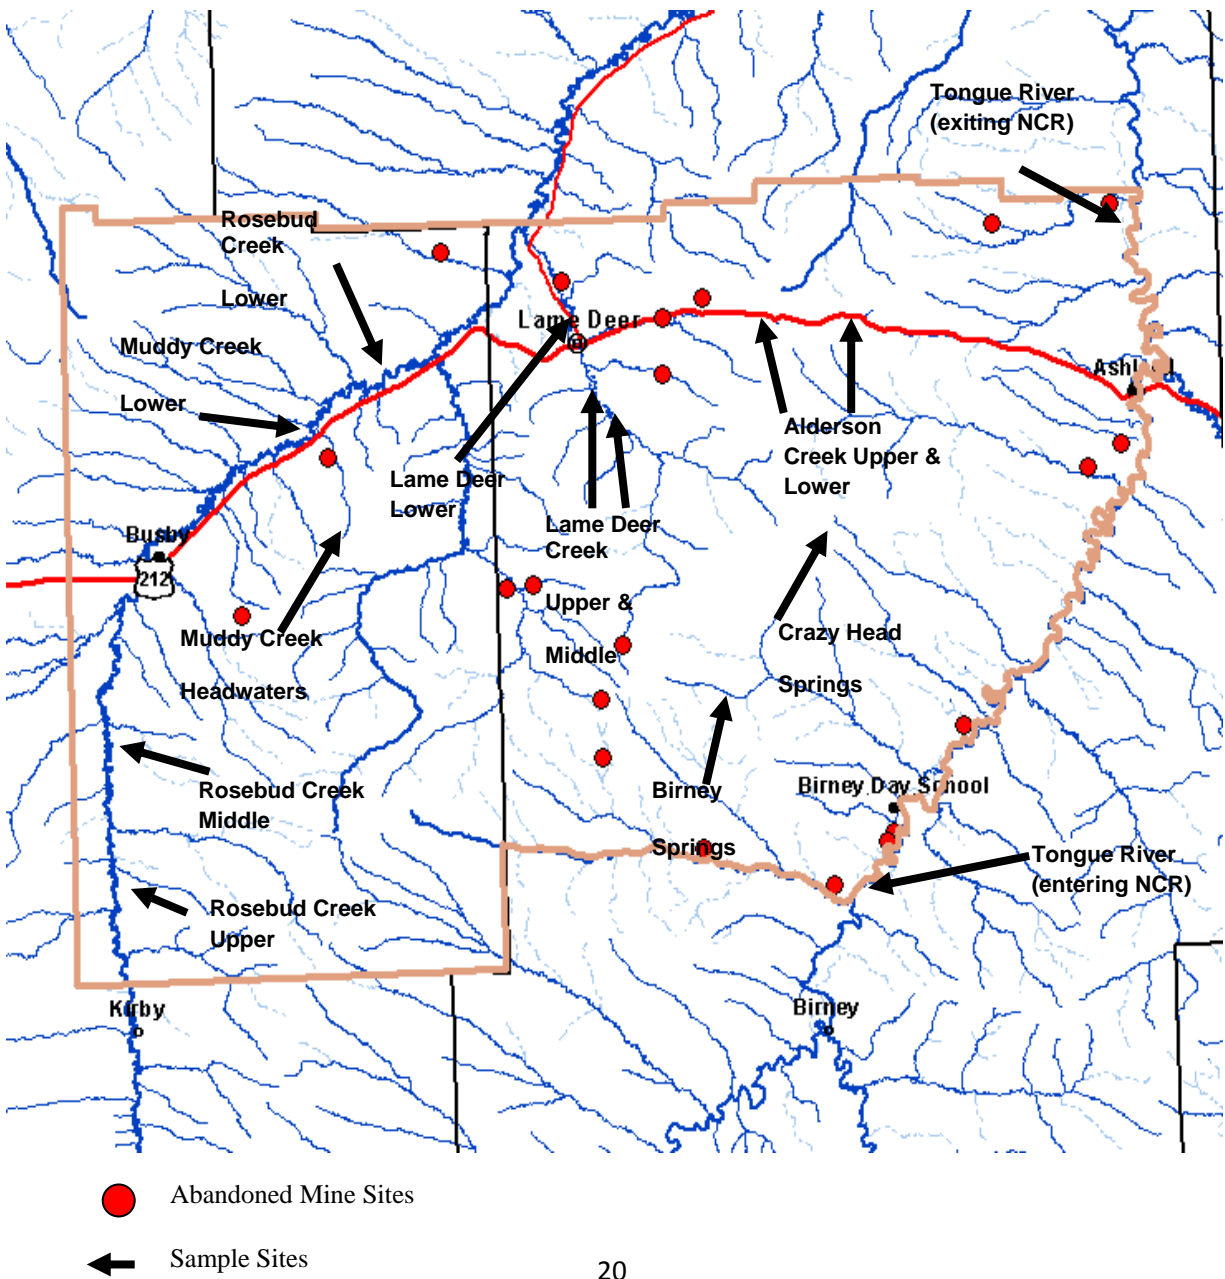 Tongue River
(exiting NCR)
Rosebud
Creek
Lower
Lame Deer
Muddy Creek
Lower
Ashland
Alderson
Creek Upper &
Lower
Lame Deer
Lower
Lame Deer
Creek
Upper &
Middle
Busby
212
Muddy Creek
Headwaters
Crazy Head
Springs
Rosebud Creek
Middle
Birney
Springs
Birney Day School
Tongue River
(entering NCR)
Rosebud Creek
Upper
Kirby
Birney
Abandoned Mine Sites
Sample Sites
20